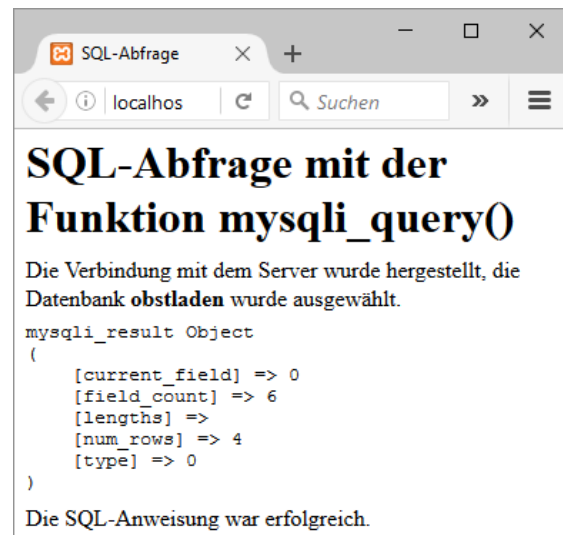 SQL-Abfrage
localhos
Suchen
SQL-Abfrage mit der
Funktion mysqli_query()
Die Verbindung mit dem Server wurde hergestellt, die
Datenbank obstladen wurde ausgewählt.
mysqli_result Object
(
    [current_field] => 0
    [field_count] => 6
    [lengths] =>
    [num_rows] => 4
    [type] => 0
)
Die SQL-Anweisung war erfolgreich.